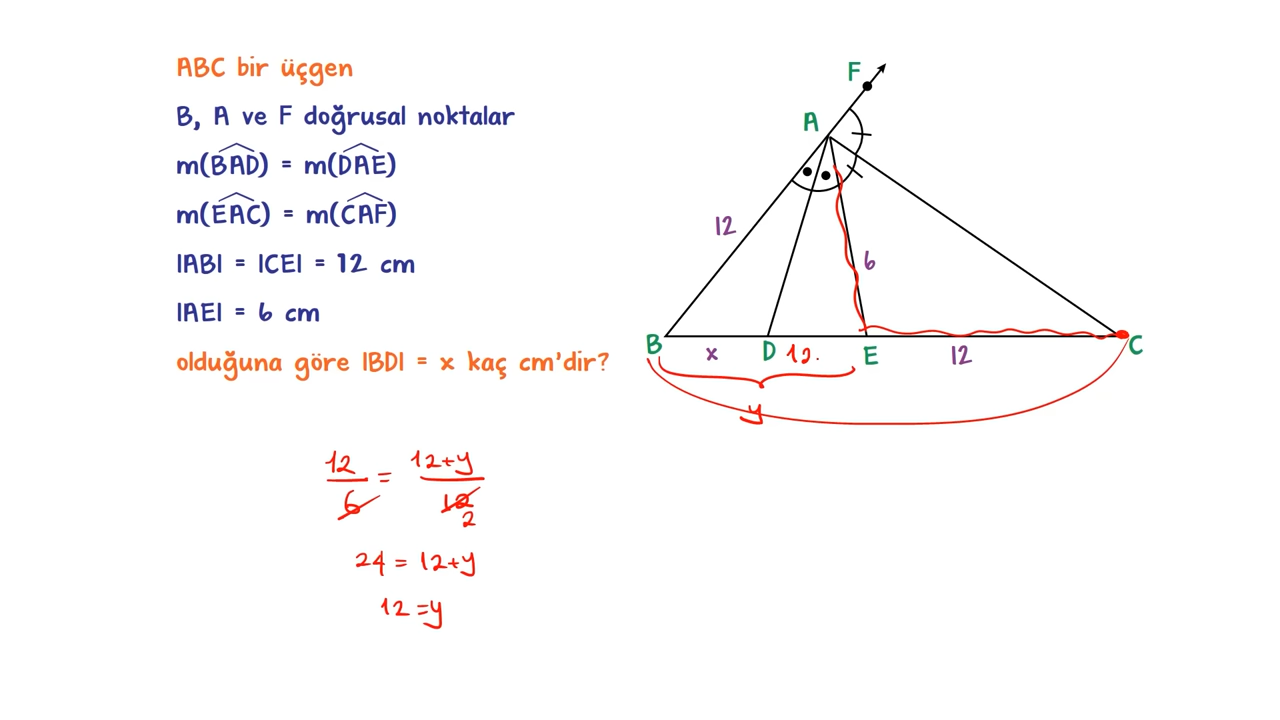 ABC bir üçgen
B, A ve F doğrusal noktalar
m(BAD) = m(DAE)
m(EAC) = m(CAF)
|AB| = |CE| = 12 cm
|AE| = 6 cm
olduğuna göre |BD| = x kaç cm'dir?
F
A
12
6
B x D 12. E 12 C
y
12/6 = 12+y/12
2
24 = 12+y
12 = y